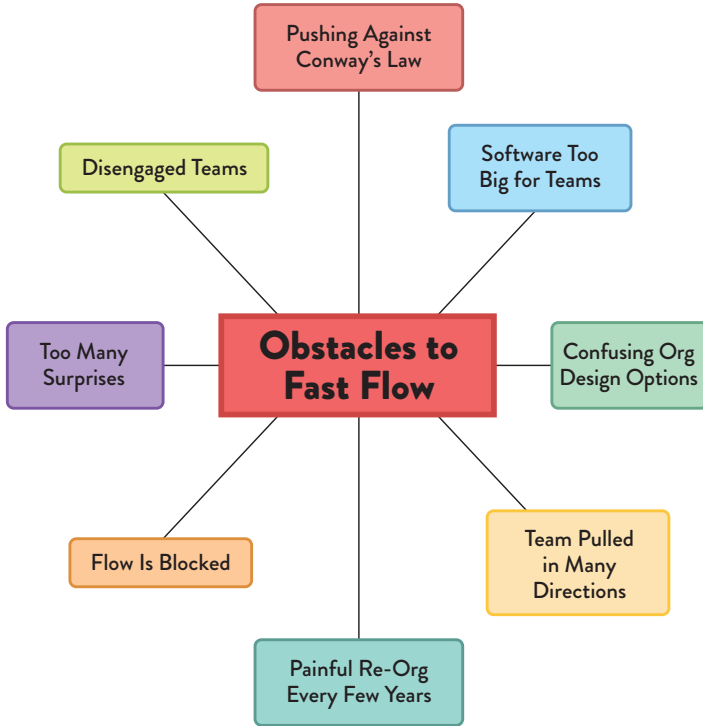 Pushing Against
Conway's Law
Disengaged Teams
Software Too
Big for Teams
Too Many
Surprises
Obstacles to
Fast Flow
Confusing Org
Design Options
Flow Is Blocked
Team Pulled
in Many
Directions
Painful Re-Org
Every Few Years